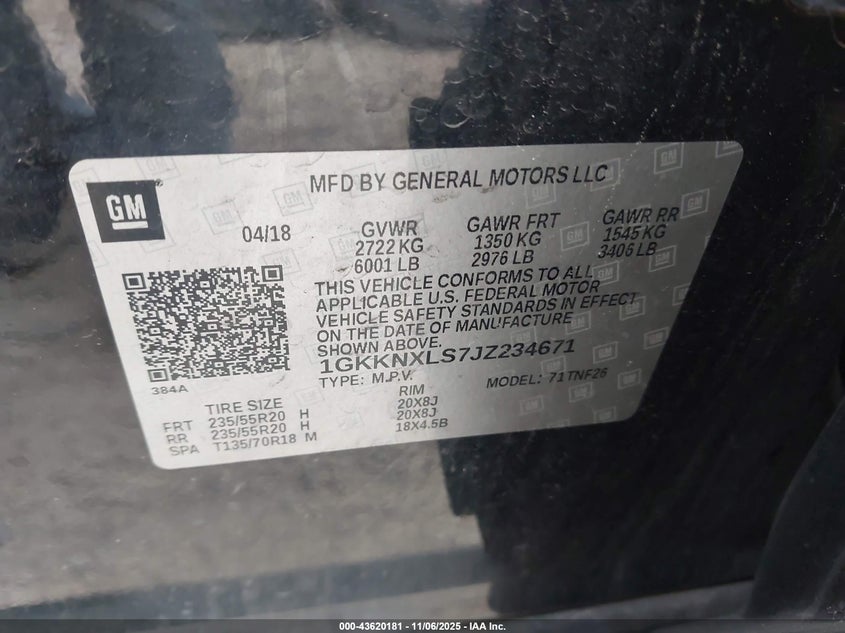 GM
MFD BY GENERAL MOTORS LLC
04/18
GVWR
2722 KG
6001 LB
GAWR FRT
1350 KG
2976 LB
GAWR RR
1545 KG
3406 LB
THIS VEHICLE CONFORMS TO ALL
APPLICABLE U.S. FEDERAL MOTOR
VEHICLE SAFETY STANDARDS IN EFFECT
ON THE DATE OF MANUFACTURE
SHOWN ABOVE.
1GKKNXLS7JZ234671
384A
TYPE: M.P.V.
MODEL: 71TNF26
TIRE SIZE
RIM
FRT 235/55R20 H 20X8J
RR 235/55R20 H 20X8J
SPA T135/70R18 M 18X4.5B
000-43620181 - 11/06/2025 - IAA Inc.